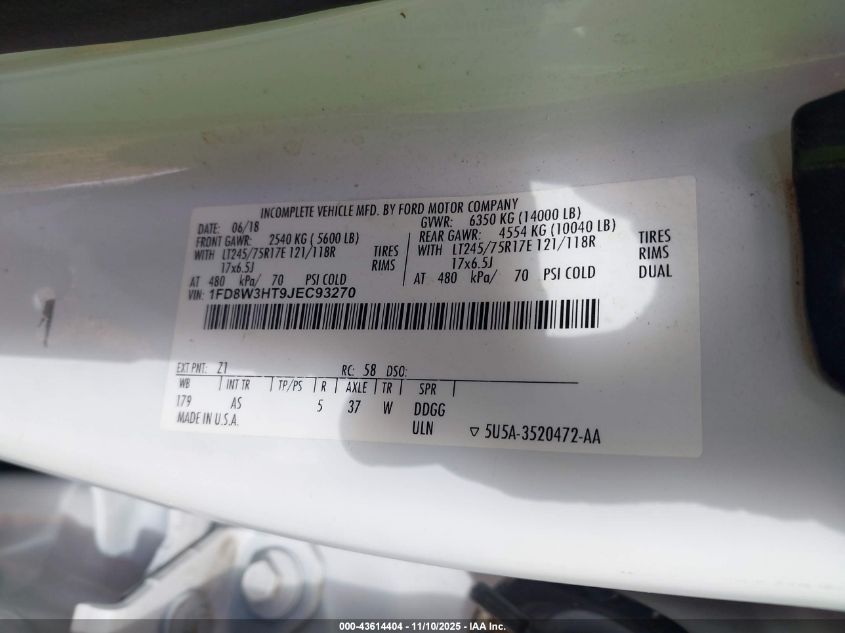 INCOMPLETE VEHICLE MFD. BY FORD MOTOR COMPANY
DATE: 06/18 GVWR: 6350 KG (14000 LB)
FRONT GAWR: 2540 KG ( 5600 LB) REAR GAWR: 4554 KG (10040 LB)
WITH LT245/75R17E 121/118R TIRES WITH LT245/75R17E 121/118R TIRES
17x6.5J RIMS 17x6.5J RIMS
AT 480 kPa/ 70 PSI COLD AT 480 kPa/ 70 PSI COLD DUAL
VIN: 1FD8W3HT9JEC93270
EXT PNT: Z1 RC: 58 DSO:
WB INT TR TP/PS R AXLE TR SPR
179 AS 5 37 W DDGG
MADE IN U.S.A. ULN ▽ 5U5A-3520472-AA
000-43614404 - 11/10/2025 - IAA Inc.